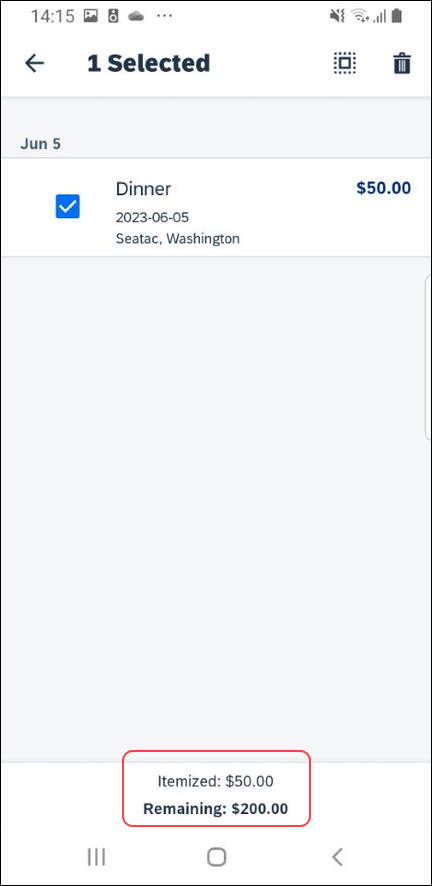 14:15
1 Selected
Jun 5
Dinner $50.00
2023-06-05
Seatac, Washington
Itemized: $50.00
Remaining: $200.00